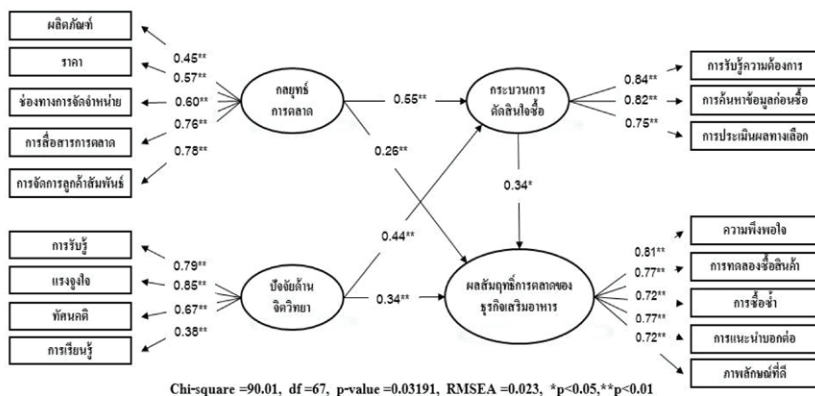 ผลิตภัณฑ์
ราคา
ช่องทางการจัดจำหน่าย
การสื่อสารการตลาด
การจัดการลูกค้าสัมพันธ์
0.45**
0.57**
0.60**
0.76**
0.78**
กลยุทธ์
การตลาด
0.55**
0.26**
กระบวนการ
ตัดสินใจซื้อ
0.84**
0.82**
0.75**
การรับรู้ความต้องการ
การค้นหาข้อมูลก่อนซื้อ
การประเมินผลทางเลือก
0.34*
การรับรู้
แรงจูงใจ
ทัศนคติ
การเรียนรู้
0.79**
0.85**
0.67**
0.38**
ปัจจัยด้าน
จิตวิทยา
0.44**
0.34**
ผลสัมฤทธิ์การตลาดของ
ธุรกิจเสริมอาหาร
0.81**
0.77**
0.72**
0.77**
0.72**
ความพึงพอใจ
การทดลองซื้อสินค้า
การซื้อซ้ำ
การแนะนำบอกต่อ
ภาพลักษณ์ที่ดี
Chi-square =90.01, df =67, p-value =0.03191, RMSEA =0.023, *p<0.05,**p<0.01